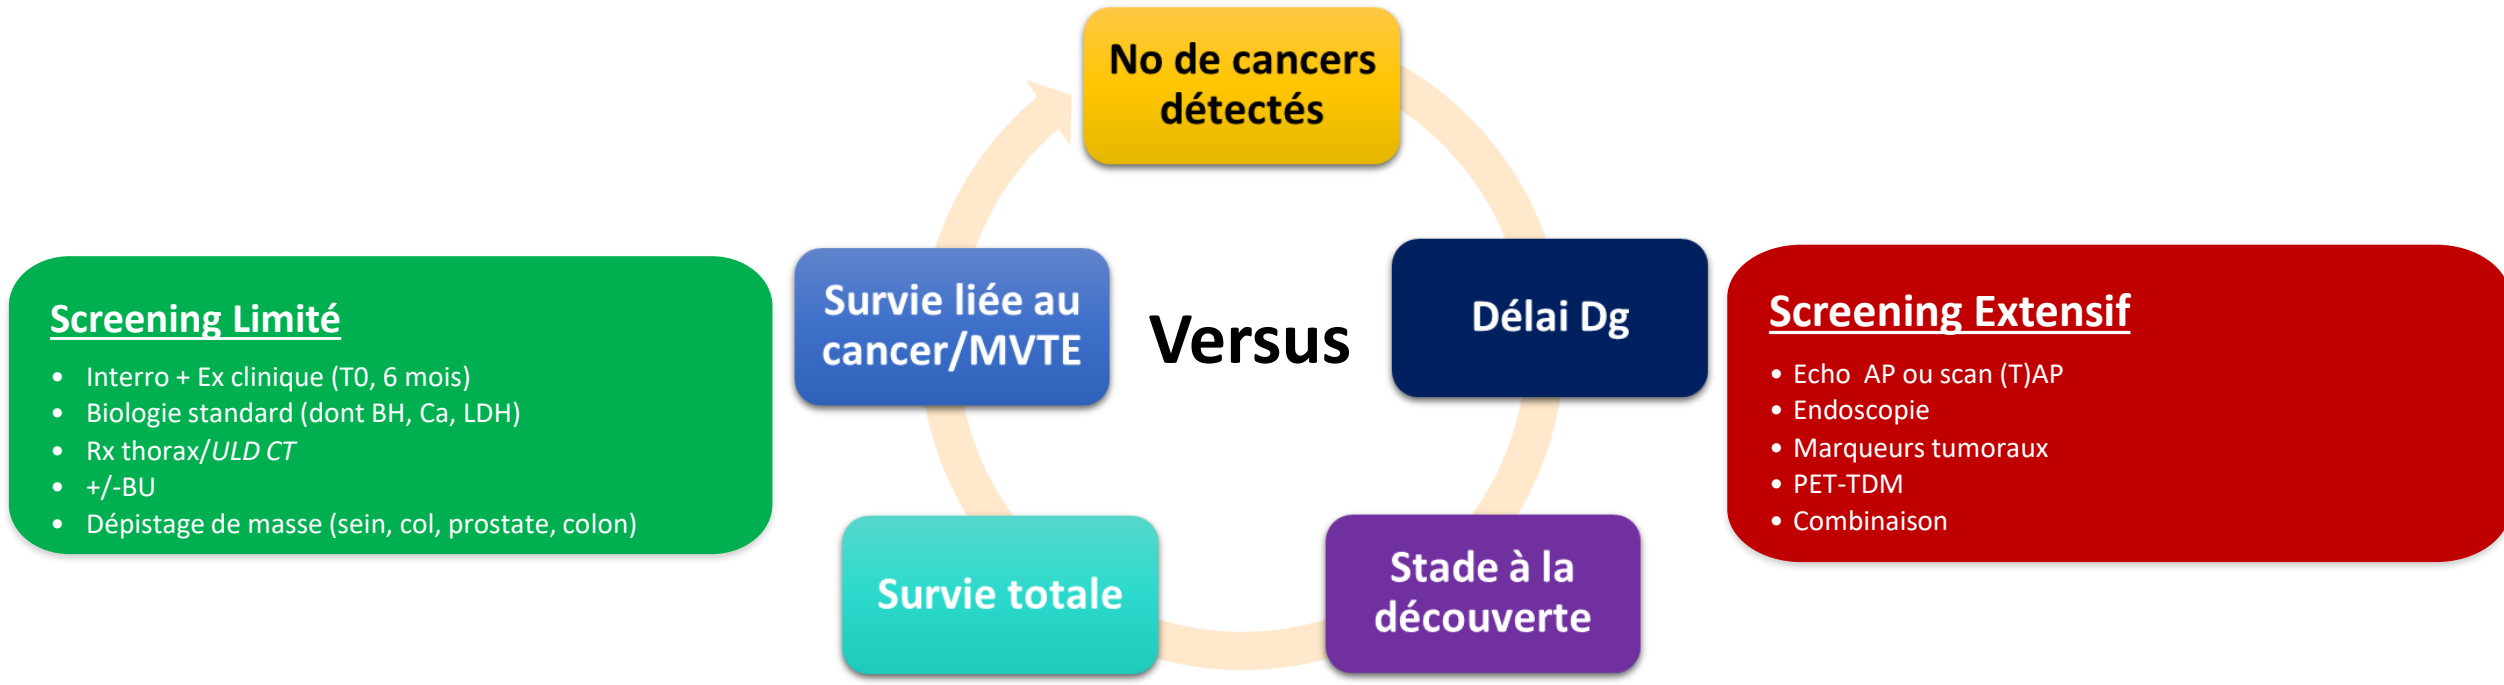 No de cancers
détectés
Screening Limité
• Interro + Ex clinique (T0, 6 mois)
• Biologie standard (dont BH, Ca, LDH)
• Rx thorax/ULD CT
• +/-BU
• Dépistage de masse (sein, col, prostate, colon)
Survie liée au
cancer/MVTE
Versus
Délai Dg
Screening Extensif
• Echo AP ou scan (T)AP
• Endoscopie
• Marqueurs tumoraux
• PET-TDM
• Combinaison
Survie totale
Stade à la
découverte